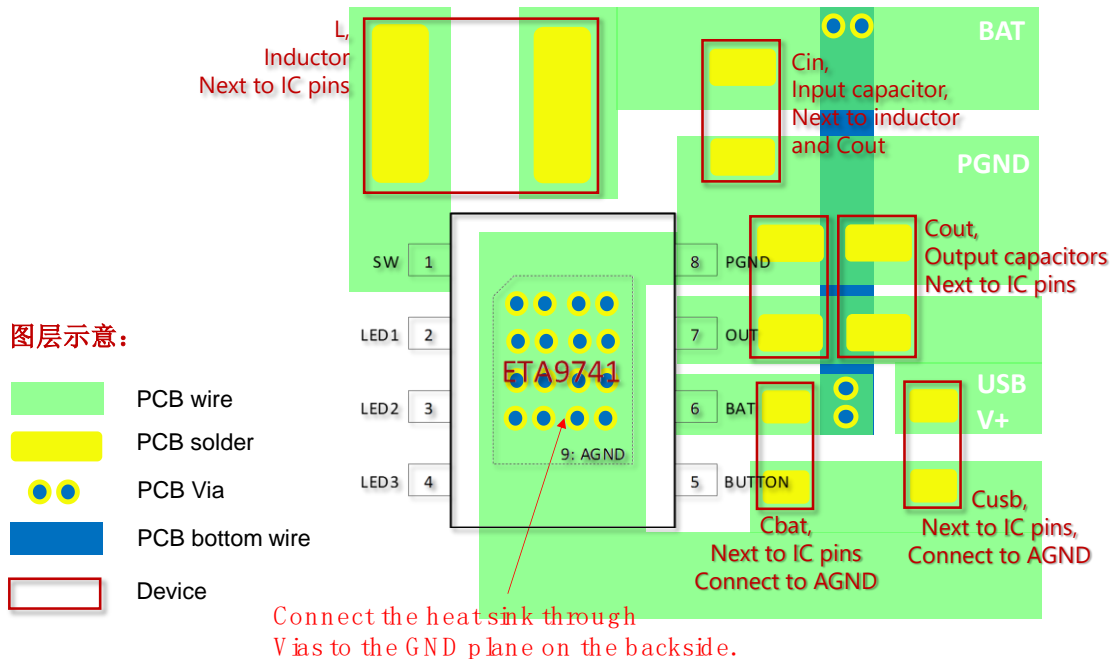 L,
Inductor
Next to IC pins
BAT
Cin,
Input capacitor,
Next to inductor
and Cout
PGND
Cout,
Output capacitors
Next to IC pins
SW 1
8 PGND
LED1 2
7 OUT
ETA9741
LED2 3
6 BAT
USB
V+
9: AGND
LED3 4
5 BUTTON
Cbat,
Next to IC pins
Connect to AGND
Cusb,
Next to IC pins,
Connect to AGND
图层示意：
PCB wire
PCB solder
PCB Via
PCB bottom wire
Device
Connect the heat sink through
Vias to the GND plane on the backside.